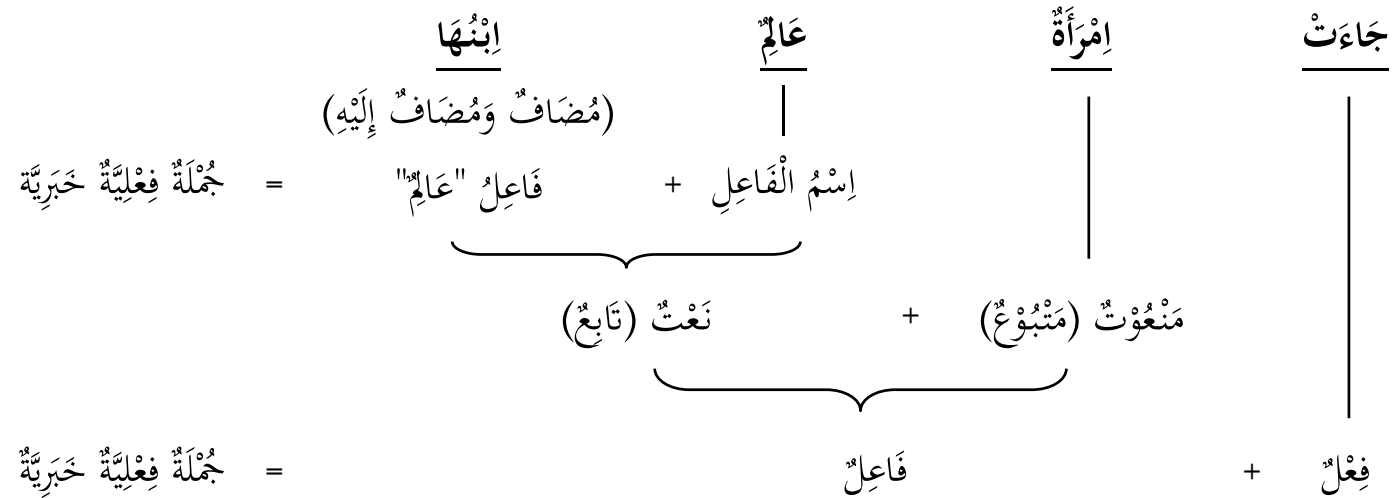 جَاءَتْ اِمْرَأَةٌ عَالِمٌ اِبْنُهَا
(مُضَافٌ وَمُضَافٌ إِلَيْهِ)
اِسْمُ الْفَاعِلِ + فَاعِلُ "عَالِمٌ" = جُمْلَةٌ فِعْلِيَّةٌ خَبَرِيَّة
مَنْعُوْتٌ (مَتْبُوْعٌ) + نَعْتٌ (تَابِعٌ)
فِعْلٌ + فَاعِلٌ = جُمْلَةٌ فِعْلِيَّةٌ خَبَرِيَّةٌ